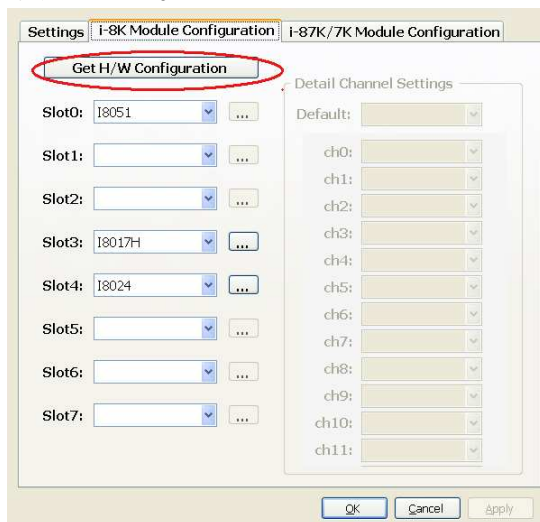 Settings i-8K Module Configuration i-87K/7K Module Configuration
Get H/W Configuration
Detail Channel Settings
Slot0: I8051 ...
Slot1: ...
Slot2: ...
Slot3: I8017H ...
Slot4: I8024 ...
Slot5: ...
Slot6: ...
Slot7: ...
Default:
ch0:
ch1:
ch2:
ch3:
ch4:
ch5:
ch6:
ch7:
ch8:
ch9:
ch10:
ch11:
OK Cancel Apply